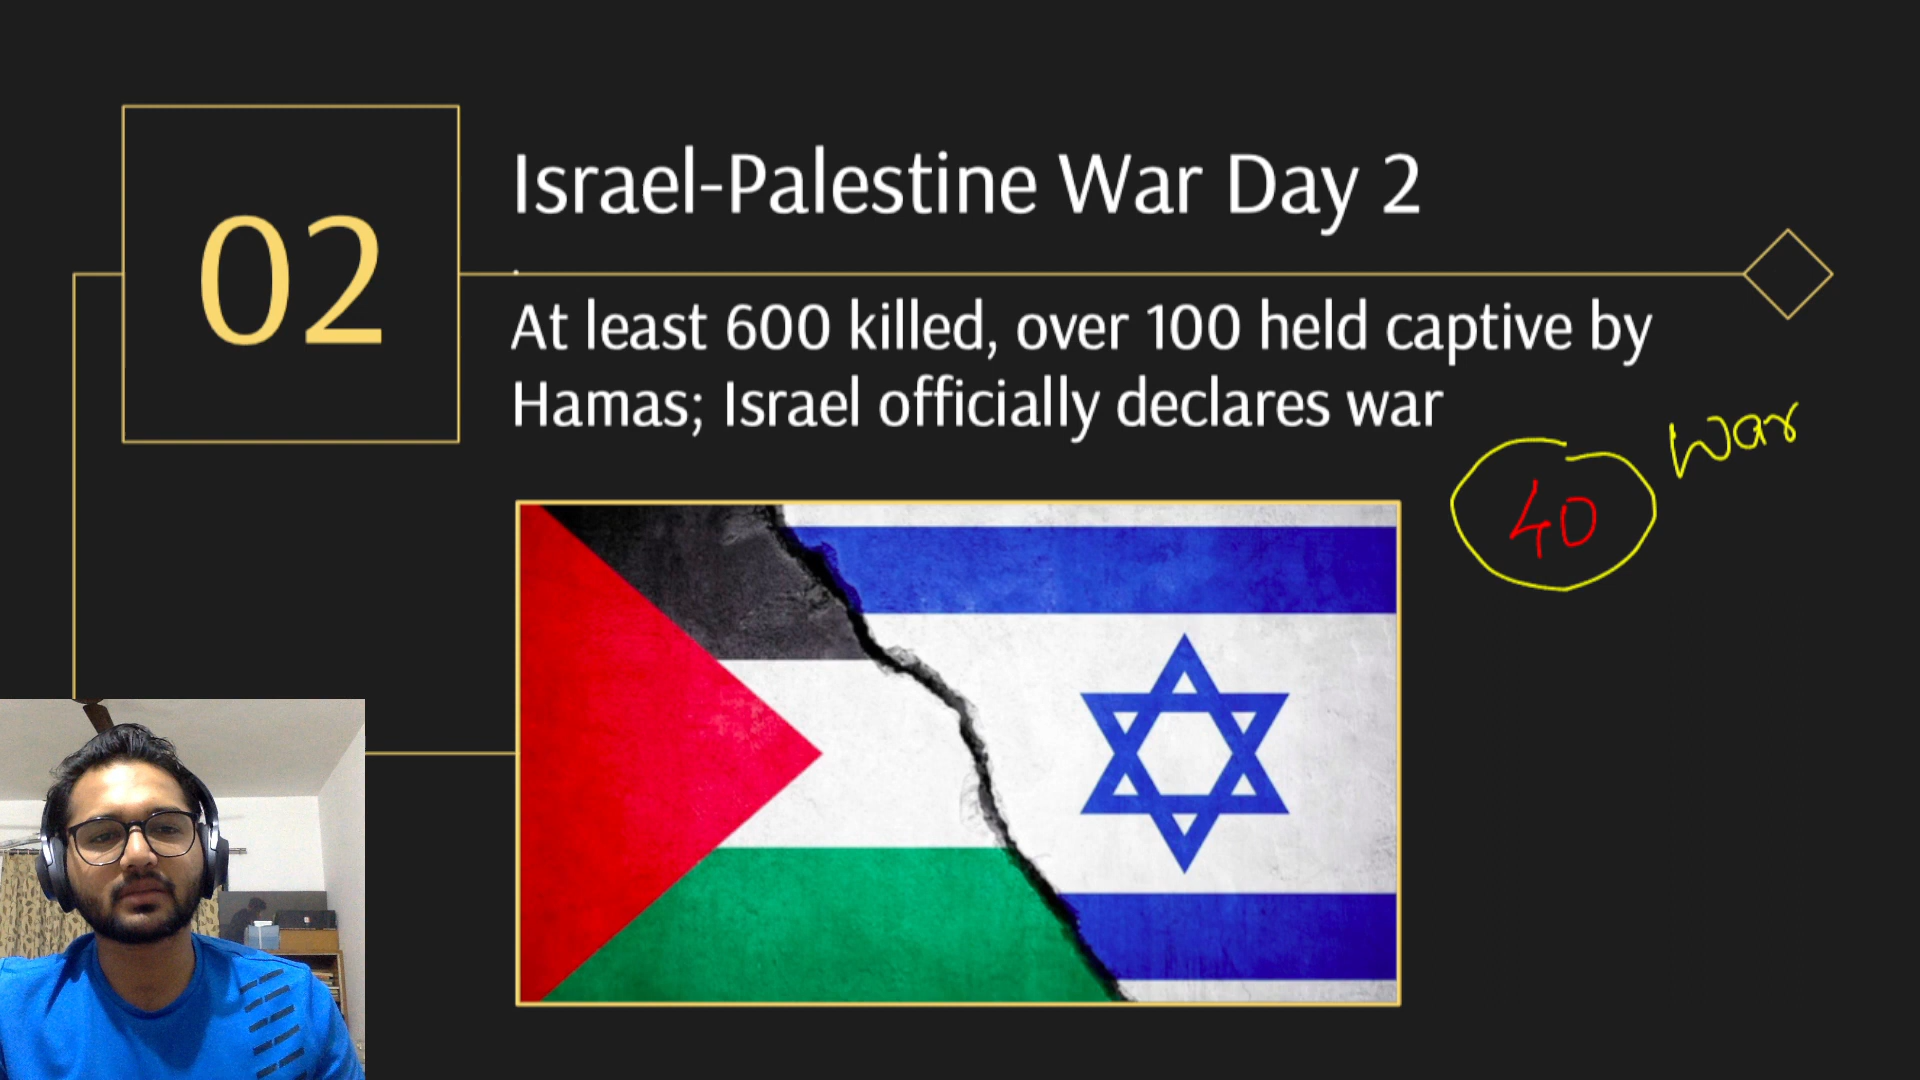 02
Israel-Palestine War Day 2
At least 600 killed, over 100 held captive by
Hamas; Israel officially declares war
war
40